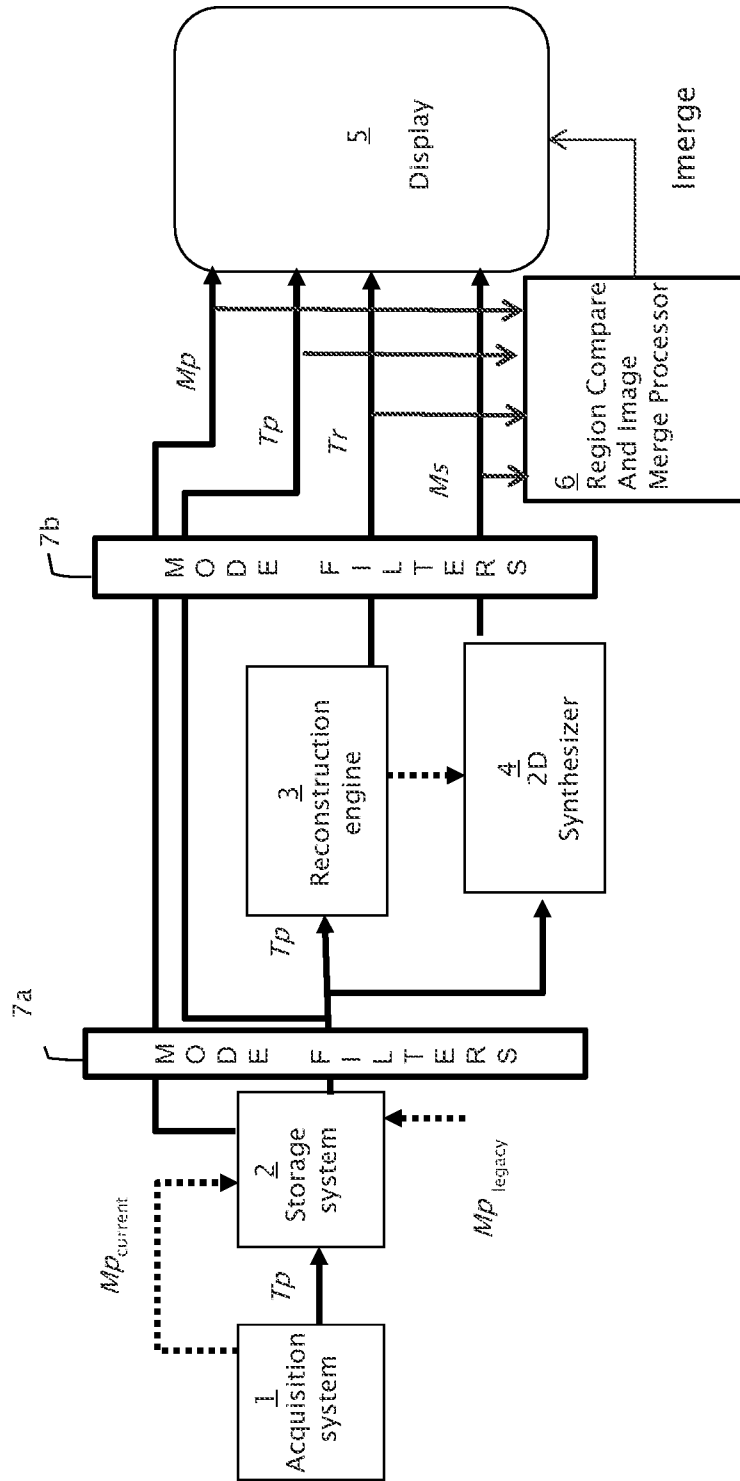 1
Acquisition
system
Tp
Mp current
2
Storage
system
Mp legacy
7a
MODE FILTERS
Tp
3
Reconstruction
engine
4
2D
Synthesizer
7b
MODE FILTERS
Mp
Tp
Tr
Ms
5
Display
6
Region Compare
And Image
Merge Processor
Imerge